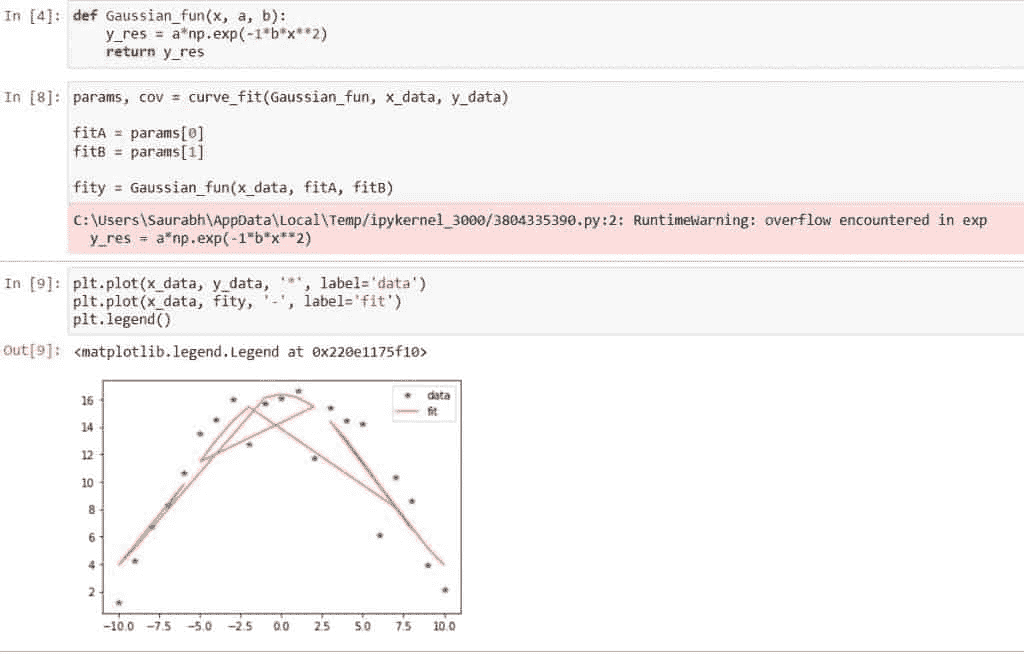 In [4]: def Gaussian_fun(x, a, b):
    y_res = a*np.exp(-1*b*x**2)
    return y_res
In [8]: params, cov = curve_fit(Gaussian_fun, x_data, y_data)
fitA = params[0]
fitB = params[1]
fity = Gaussian_fun(x_data, fitA, fitB)
C:\Users\Saurabh\AppData\Local\Temp/ipykernel_3000/3804335390.py:2: RuntimeWarning: overflow encountered in exp
  y_res = a*np.exp(-1*b*x**2)
In [9]: plt.plot(x_data, y_data, '*', label='data')
plt.plot(x_data, fity, '-', label='fit')
plt.legend()
Out[9]: <matplotlib.legend.Legend at 0x220e1175f10>
data
fit
16
14
12
10
8
6
4
2
−10.0 −7.5 −5.0 −2.5 0.0 2.5 5.0 7.5 10.0